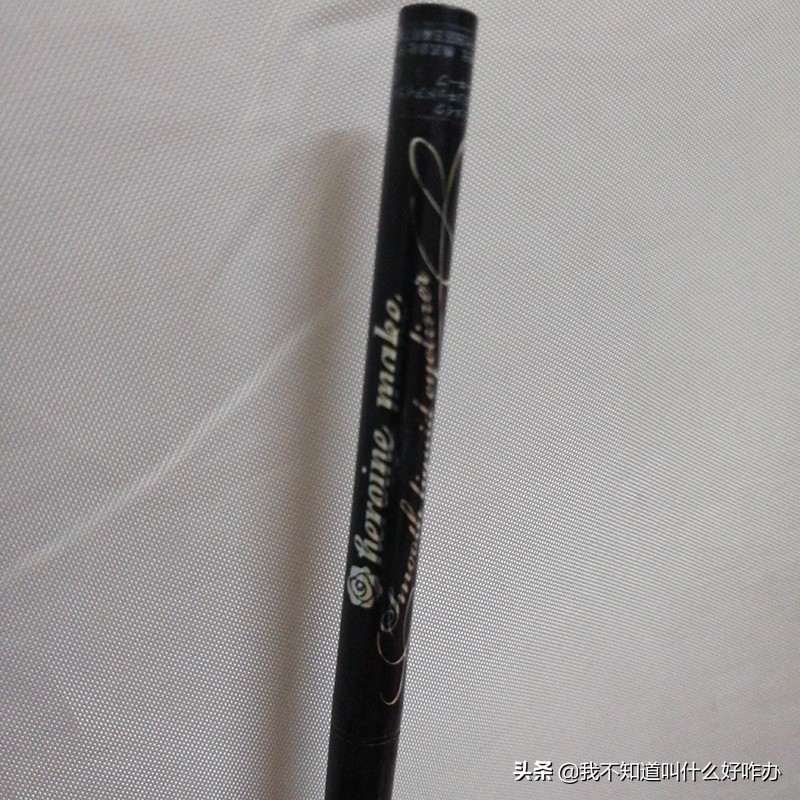 heroine make.
Smooth liquid eyeliner
头条 @我不知道叫什么好咋办